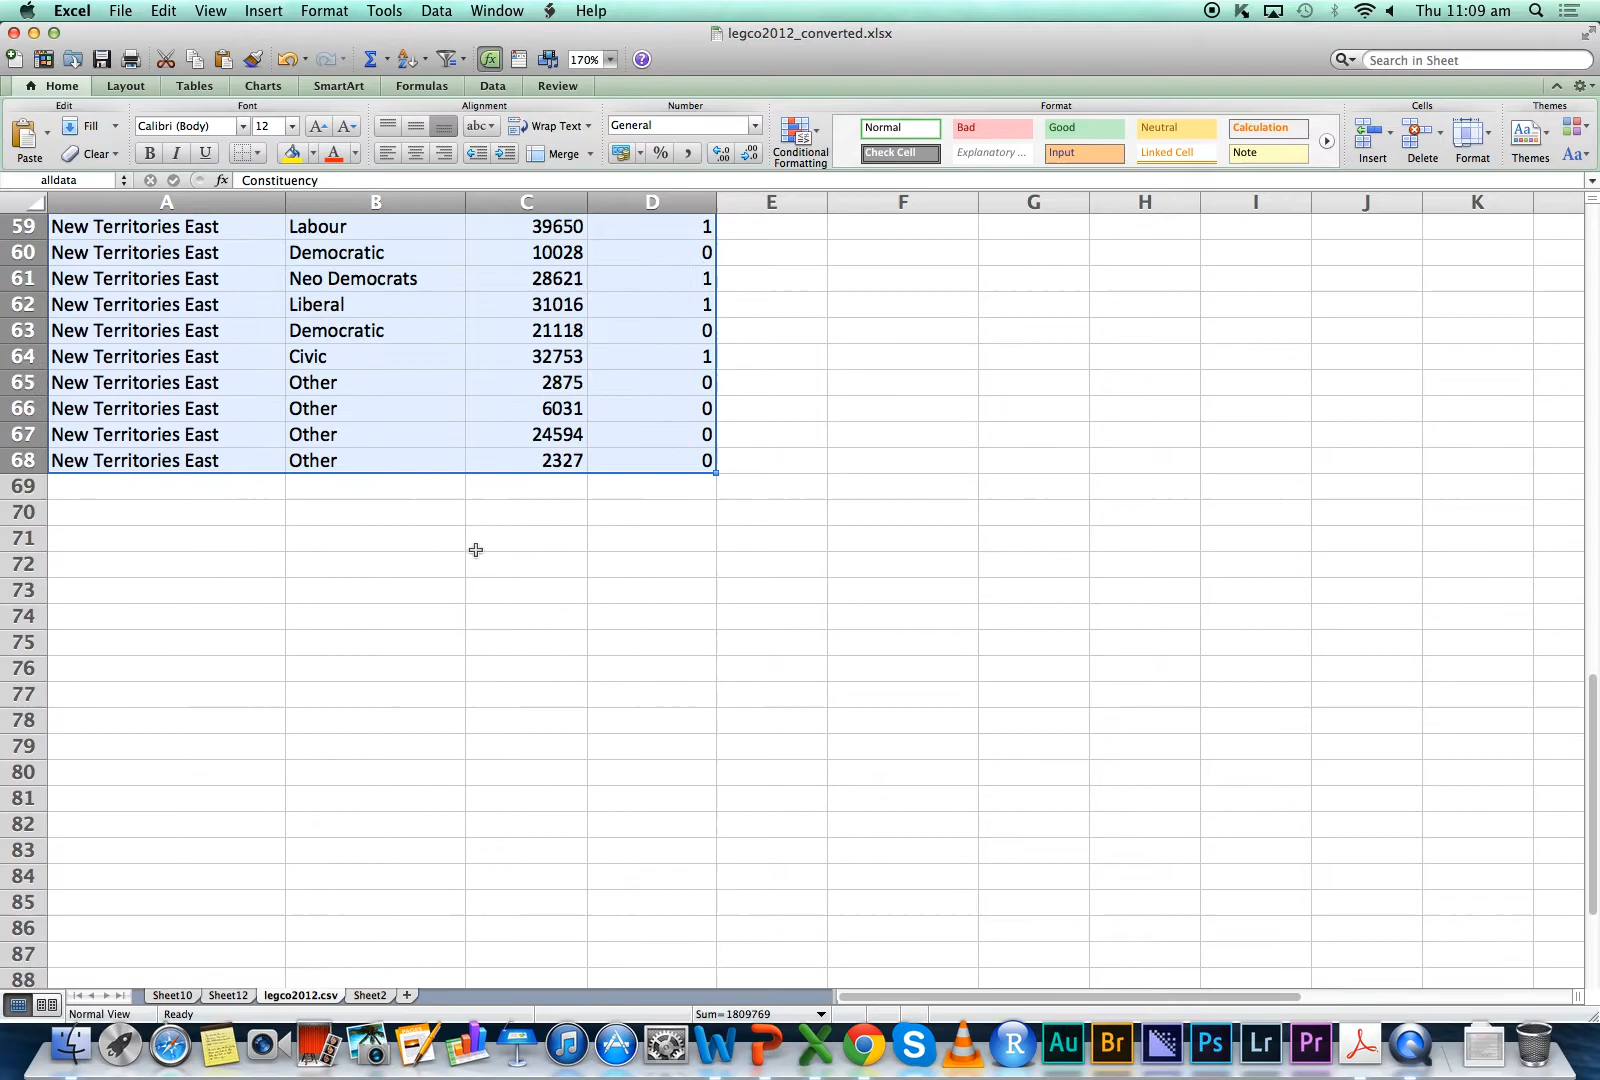 Excel File Edit View Insert Format Tools Data Window Help Thu 11:09 am
legco2012_converted.xlsx
170% Search in Sheet
Home Layout Tables Charts SmartArt Formulas Data Review
Edit Font Alignment Number Format Cells Themes
Paste Fill Clear Calibri (Body) 12 B I U A abc Wrap Text Merge General % Conditional Formatting Normal Bad Good Neutral Calculation Insert Delete Format Themes Aa
Check Cell Explanatory ... Input Linked Cell Note
alldata fx Constituency
A B C D E F G H I J K
59 New Territories East Labour 39650 1
60 New Territories East Democratic 10028 0
61 New Territories East Neo Democrats 28621 1
62 New Territories East Liberal 31016 1
63 New Territories East Democratic 21118 0
64 New Territories East Civic 32753 1
65 New Territories East Other 2875 0
66 New Territories East Other 6031 0
67 New Territories East Other 24594 0
68 New Territories East Other 2327 0
69
70
71
72
73
74
75
76
77
78
79
80
81
82
83
84
85
86
87
88
Sheet10 Sheet12 legco2012.csv Sheet2 +
Normal View Ready Sum=1809769
W P X S R Au Br Ps Lr Pr